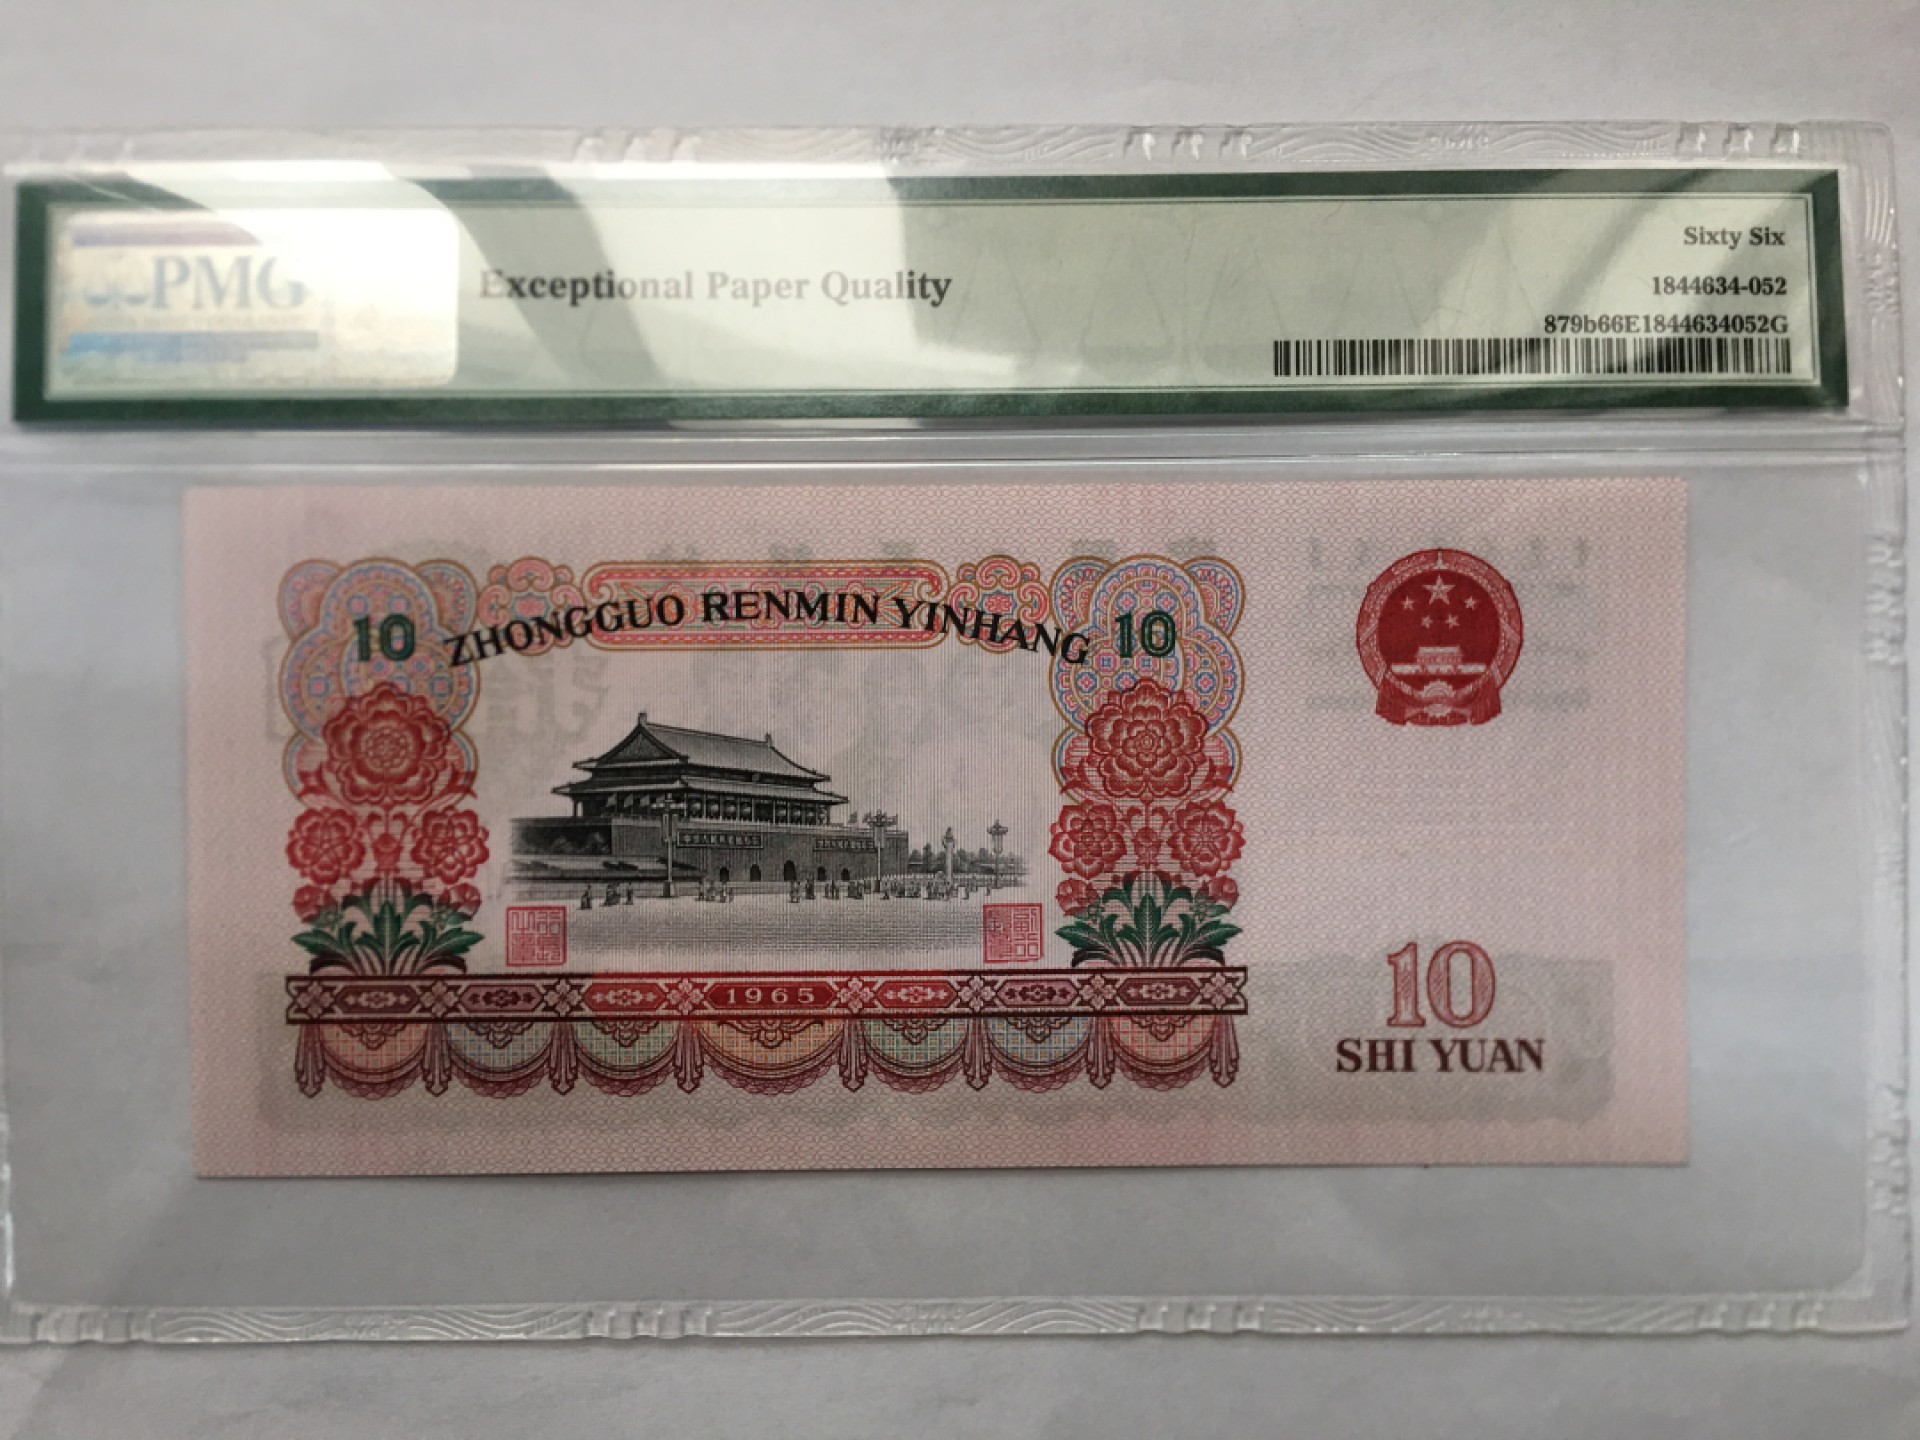 PMG
Exceptional Paper Quality
Sixty Six
1844634-052
879b66E1844634052G
10 ZHONGGUO RENMIN YINHANG 10
1965
10
SHI YUAN